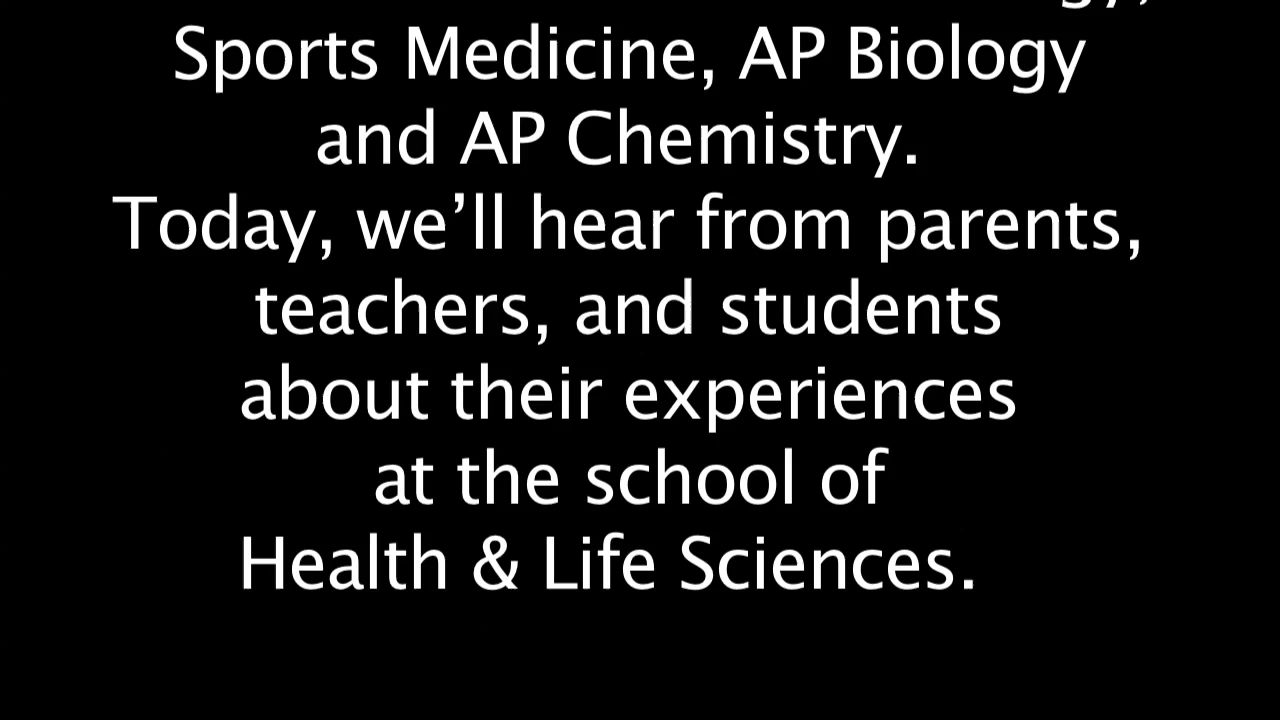 Sports Medicine, AP Biology
and AP Chemistry.
Today, we’ll hear from parents,
teachers, and students
about their experiences
at the school of
Health & Life Sciences.